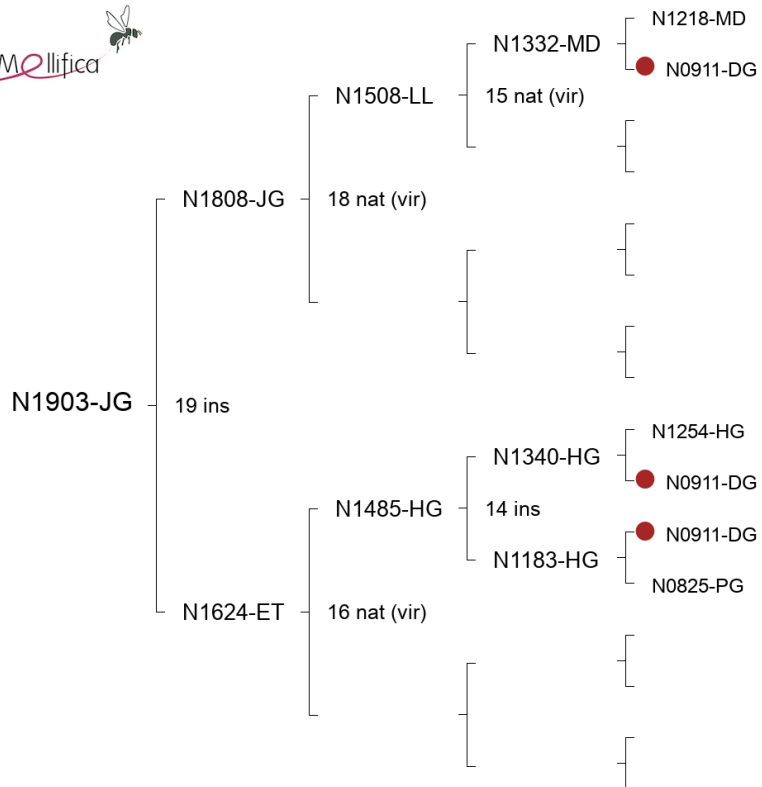 Mellifica
N1218-MD
N1332-MD
N0911-DG
N1508-LL
15 nat (vir)
N1808-JG
18 nat (vir)
N1903-JG
19 ins
N1254-HG
N1340-HG
N0911-DG
N1485-HG
14 ins
N0911-DG
N1183-HG
N0825-PG
N1624-ET
16 nat (vir)